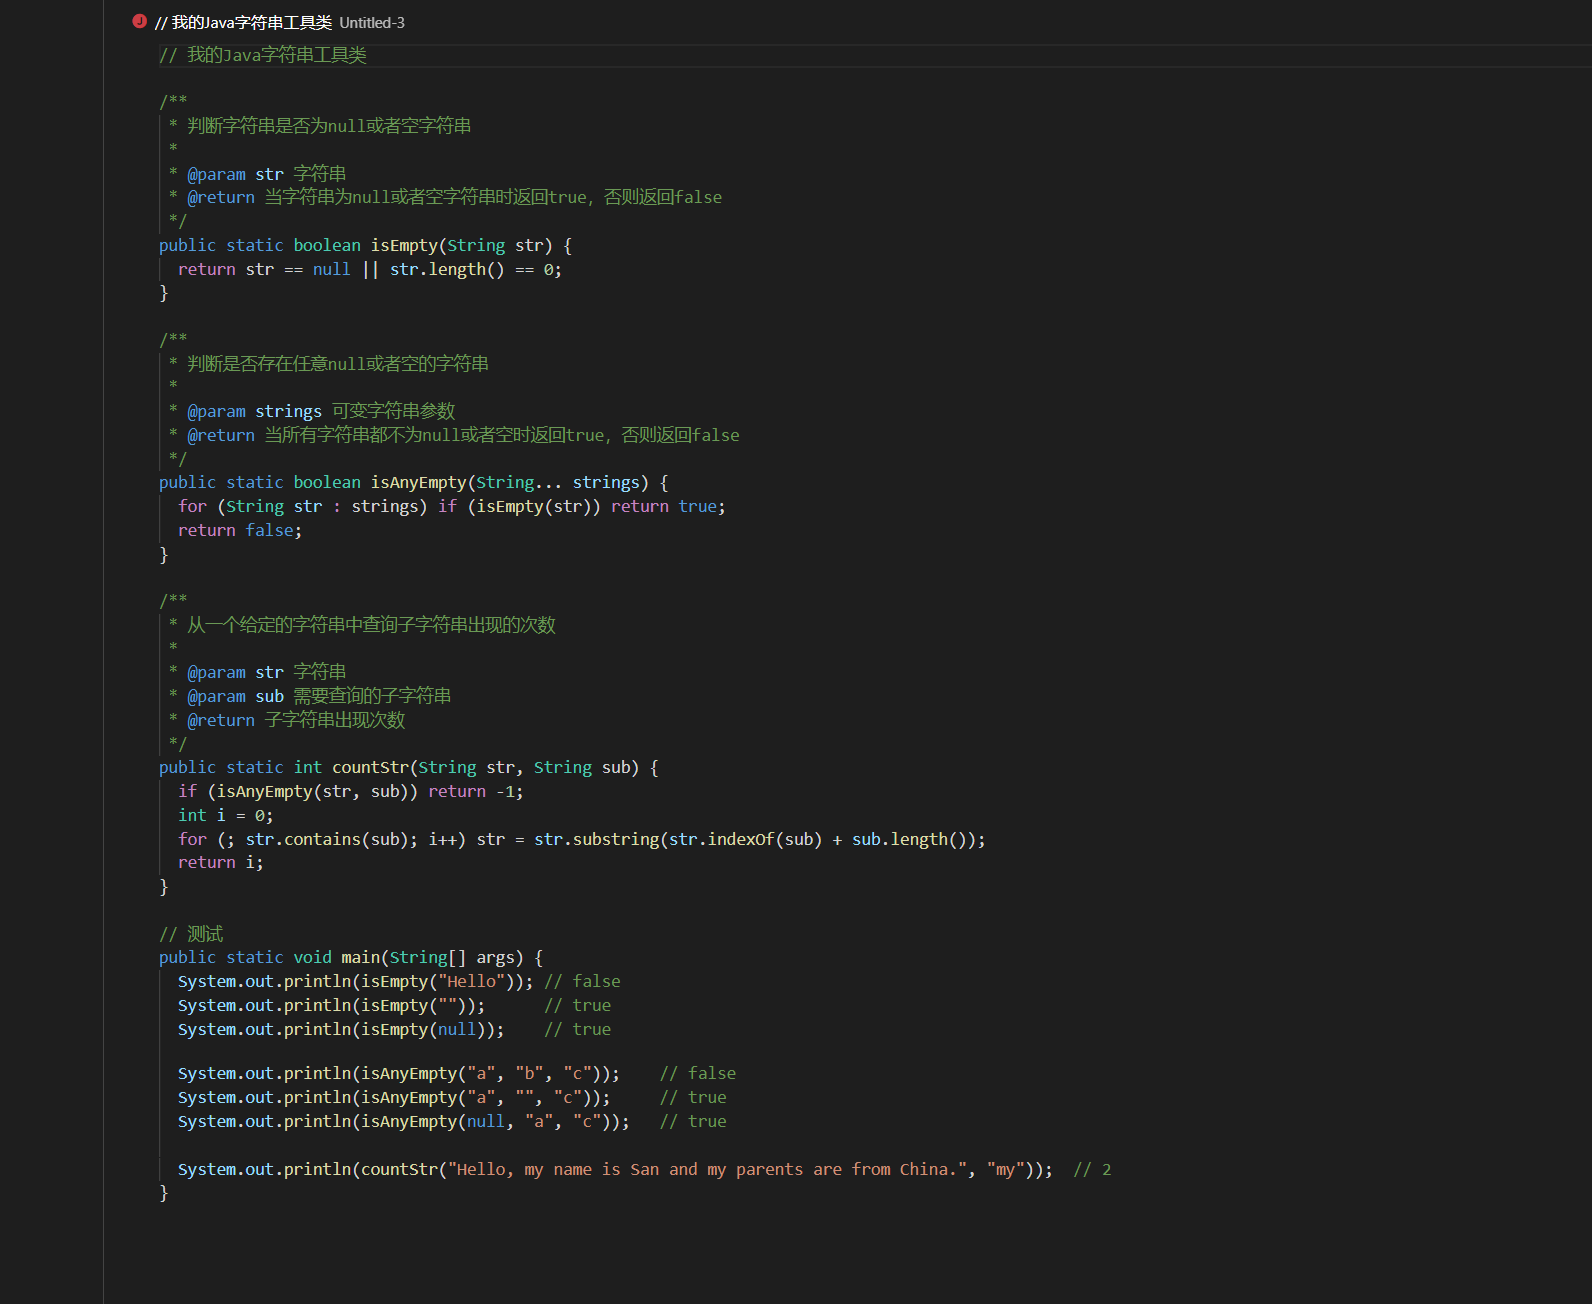 // 我的Java字符串工具类 Untitled-3
// 我的Java字符串工具类
/**
 * 判断字符串是否为null或者空字符串
 *
 * @param str 字符串
 * @return 当字符串为null或者空字符串时返回true, 否则返回false
 */
public static boolean isEmpty(String str) {
  return str == null || str.length() == 0;
}
/**
 * 判断是否存在任意null或者空的字符串
 *
 * @param strings 可变字符串参数
 * @return 当所有字符串都不为null或者空时返回true, 否则返回false
 */
public static boolean isAnyEmpty(String... strings) {
  for (String str : strings) if (isEmpty(str)) return true;
  return false;
}
/**
 * 从一个给定的字符串中查询子字符串出现的次数
 *
 * @param str 字符串
 * @param sub 需要查询的子字符串
 * @return 子字符串出现次数
 */
public static int countStr(String str, String sub) {
  if (isAnyEmpty(str, sub)) return -1;
  int i = 0;
  for (; str.contains(sub); i++) str = str.substring(str.indexOf(sub) + sub.length());
  return i;
}
// 测试
public static void main(String[] args) {
  System.out.println(isEmpty("Hello")); // false
  System.out.println(isEmpty(""));      // true
  System.out.println(isEmpty(null));    // true
  System.out.println(isAnyEmpty("a", "b", "c"));    // false
  System.out.println(isAnyEmpty("a", "", "c"));     // true
  System.out.println(isAnyEmpty(null, "a", "c"));   // true
  System.out.println(countStr("Hello, my name is San and my parents are from China.", "my"));  // 2
}